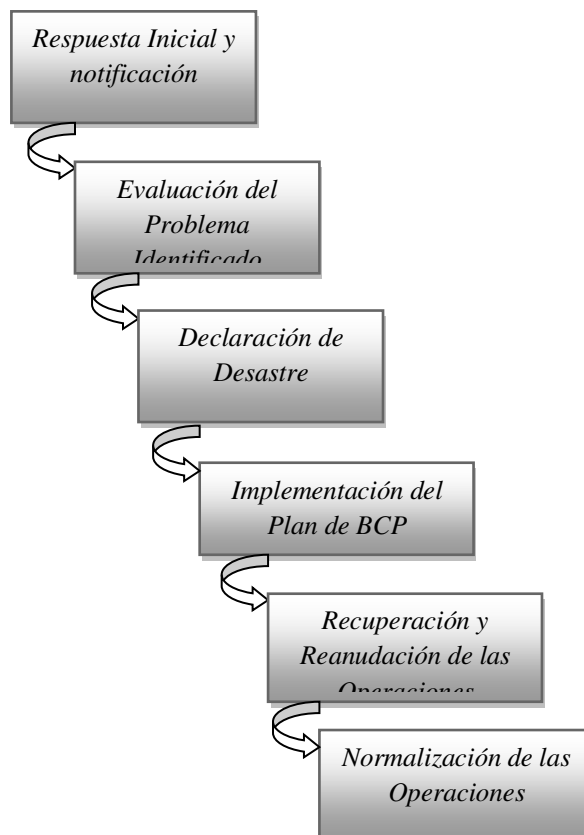 Respuesta Inicial y
notificación
Evaluación del
Problema
Identificado
Declaración de
Desastre
Implementación del
Plan de BCP
Recuperación y
Reanudación de las
Operaciones
Normalización de las
Operaciones